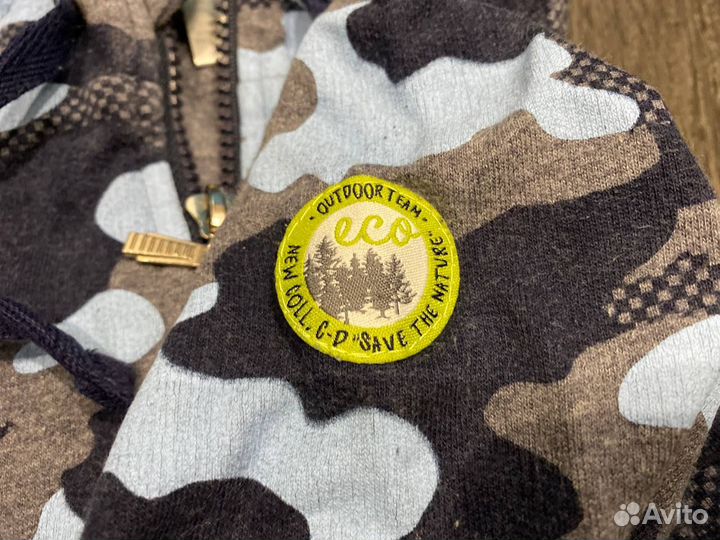 · OUTDOOR TEAM ·
eco
NEW COLL. C-D "SAVE THE NATURE"
Avito